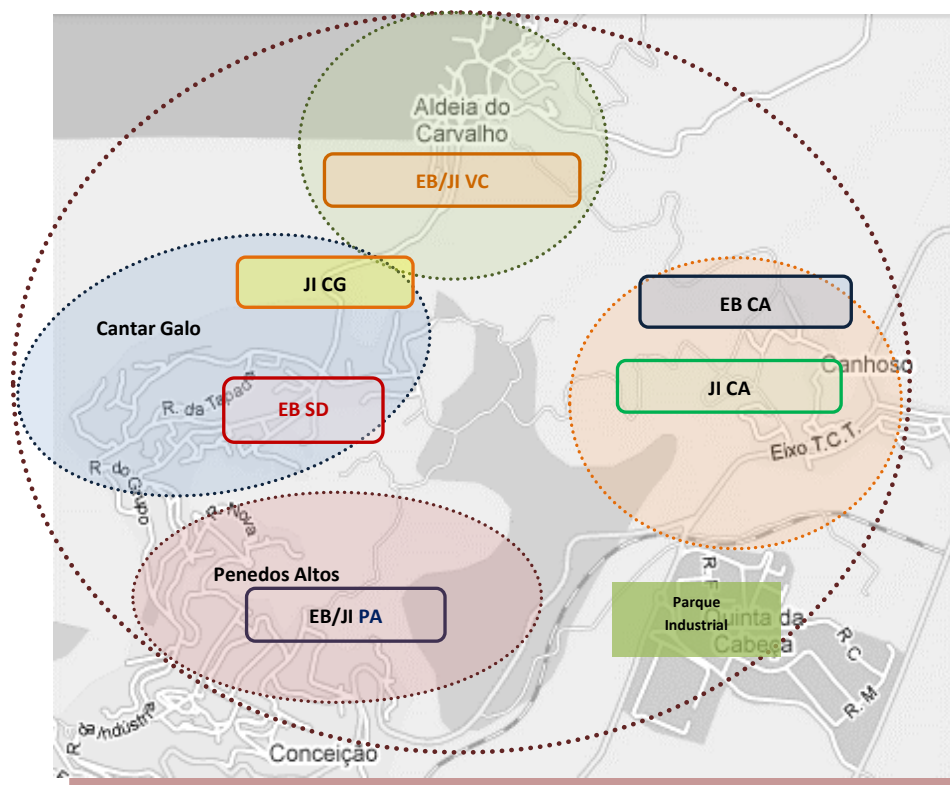 Aldeia do
Carvalho
EB/JI VC
JI CG
EB CA
Cantar Galo
Canhoso
JI CA
R. da Tapada
EB SD
Eixo T.C.T.
R. do Grupo
R. Nova
Penedos Altos
R. F
EB/JI PA
Parque
Industrial
Quinta da
Cabeça
R. C
R. M
R. da Indústria
Conceição